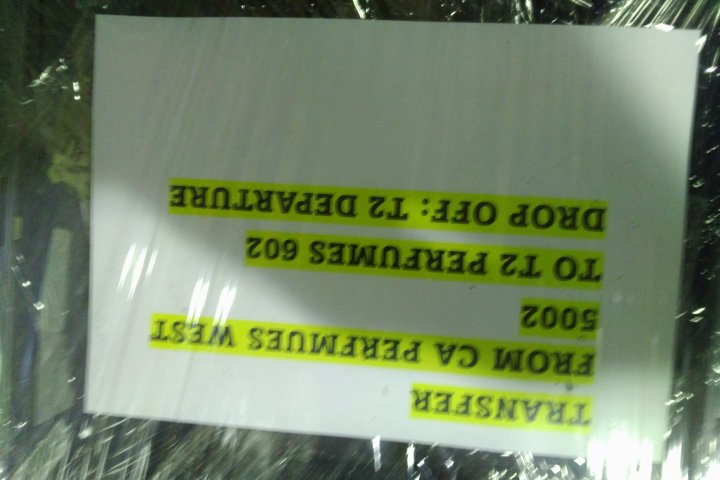 TRANSFER
FROM CA PERFMUES WEST
5002
TO T2 PERFUMES 602
DROP OFF: T2 DEPARTURE